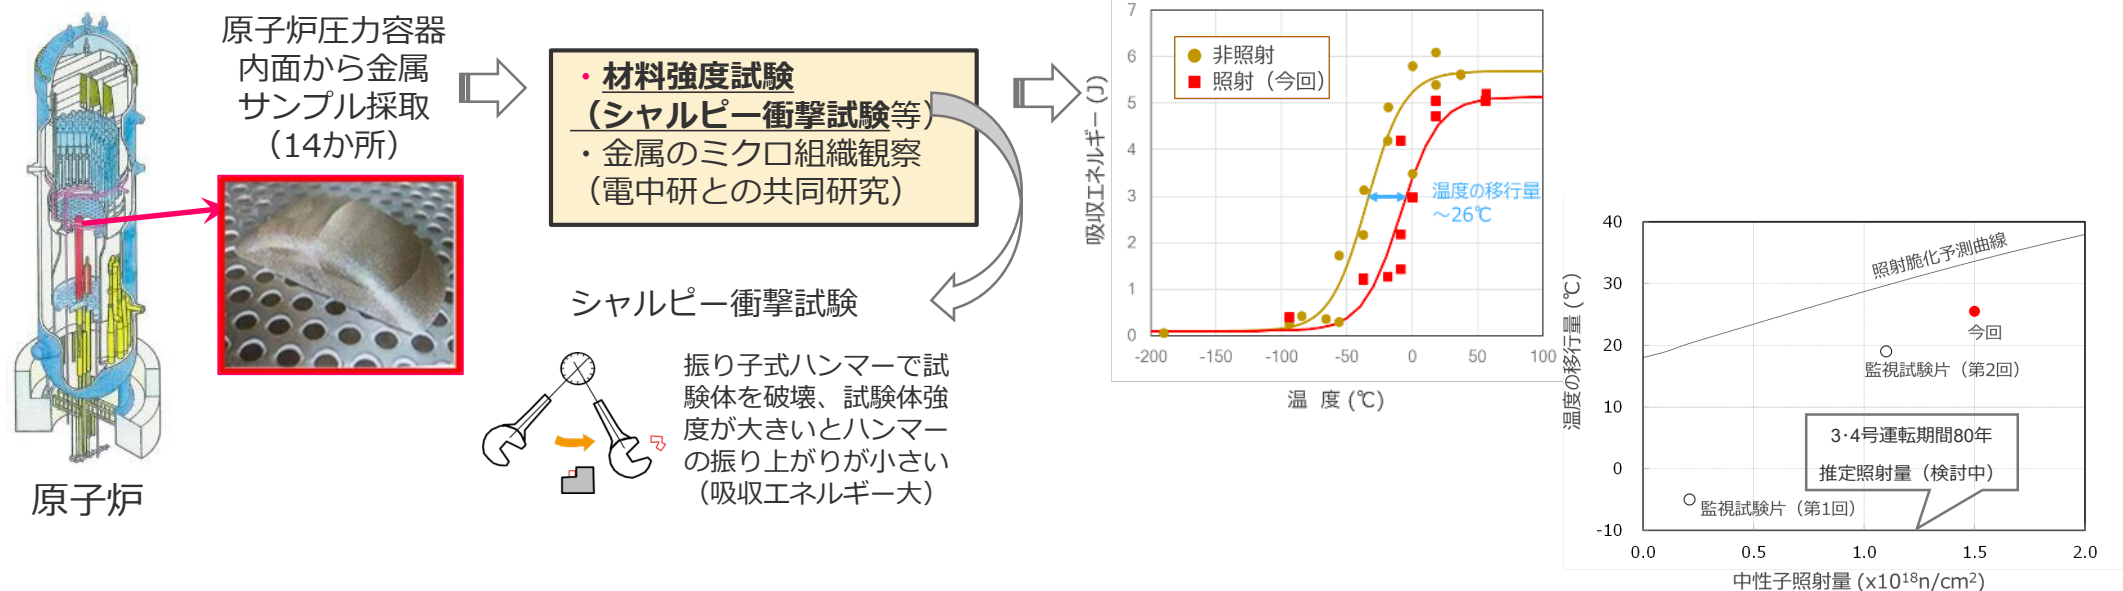 原子炉圧力容器
内面から金属
サンプル採取
（14か所）
原子炉
・材料強度試験
（シャルピー衝撃試験等）
・金属のミクロ組織観察
（電中研との共同研究）
シャルピー衝撃試験
振り子式ハンマーで試
験体を破壊、試験体強
度が大きいとハンマー
の振り上がりが小さい
（吸収エネルギー大）
吸収エネルギー (J)
7
6
5
4
3
2
1
0
非照射
照射（今回）
温度の移行量
～26℃
-200 -150 -100 -50 0 50 100
温 度 (℃)
温度の移行量 (℃)
40
30
20
10
0
-10
照射脆化予測曲線
今回
監視試験片（第2回）
3･4号運転期間80年
推定照射量（検討中）
監視試験片（第1回）
0.0 0.5 1.0 1.5 2.0
中性子照射量 (x10¹⁸n/cm²)